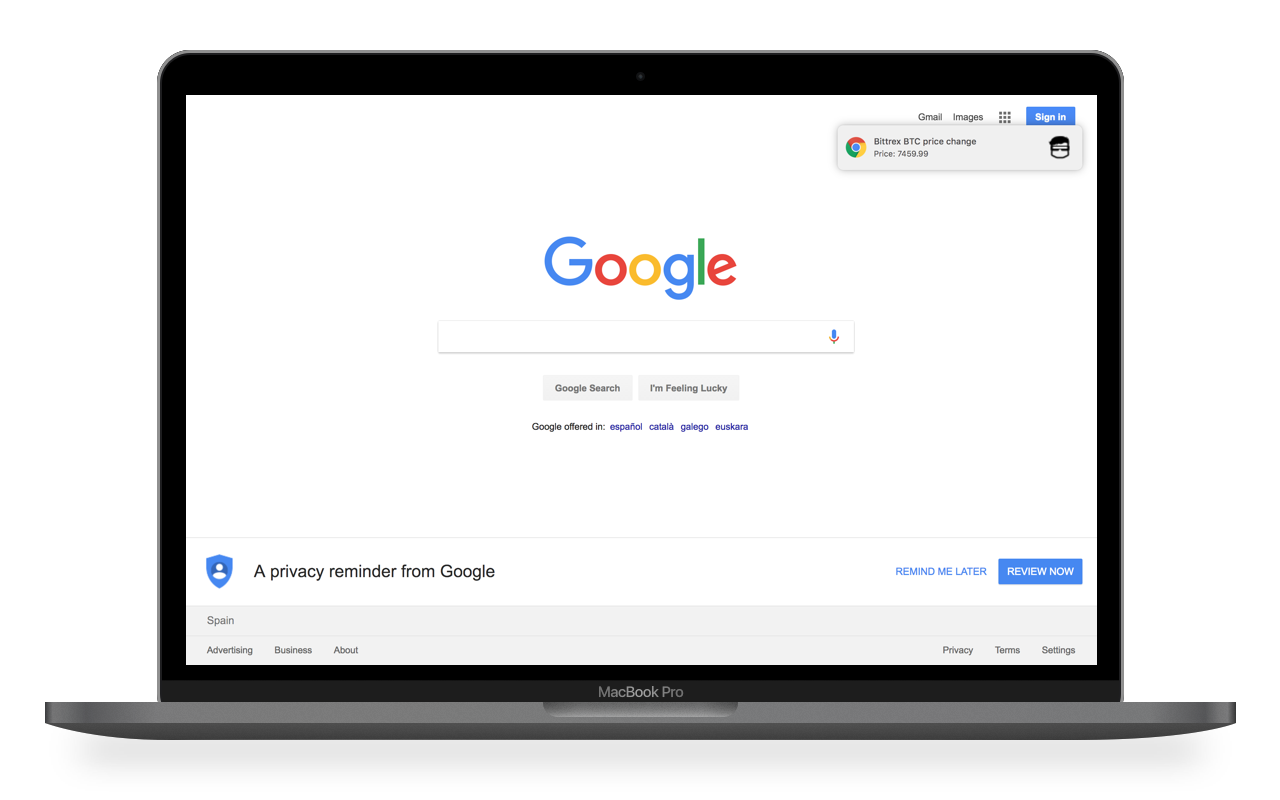 Gmail Images Sign in
Bittrex BTC price change
Price: 7459.99
Google
Google Search I'm Feeling Lucky
Google offered in: español català galego euskara
A privacy reminder from Google REMIND ME LATER REVIEW NOW
Spain
Advertising Business About Privacy Terms Settings
MacBook Pro